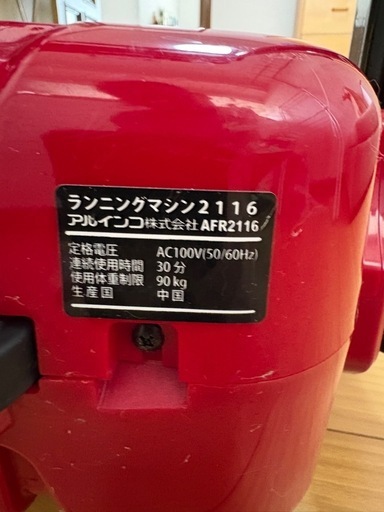 ランニングマシン2116
アルインコ株式会社 AFR2116
定格電圧 AC100V(50/60Hz)
連続使用時間 30分
使用体重制限 90kg
生産国 中国